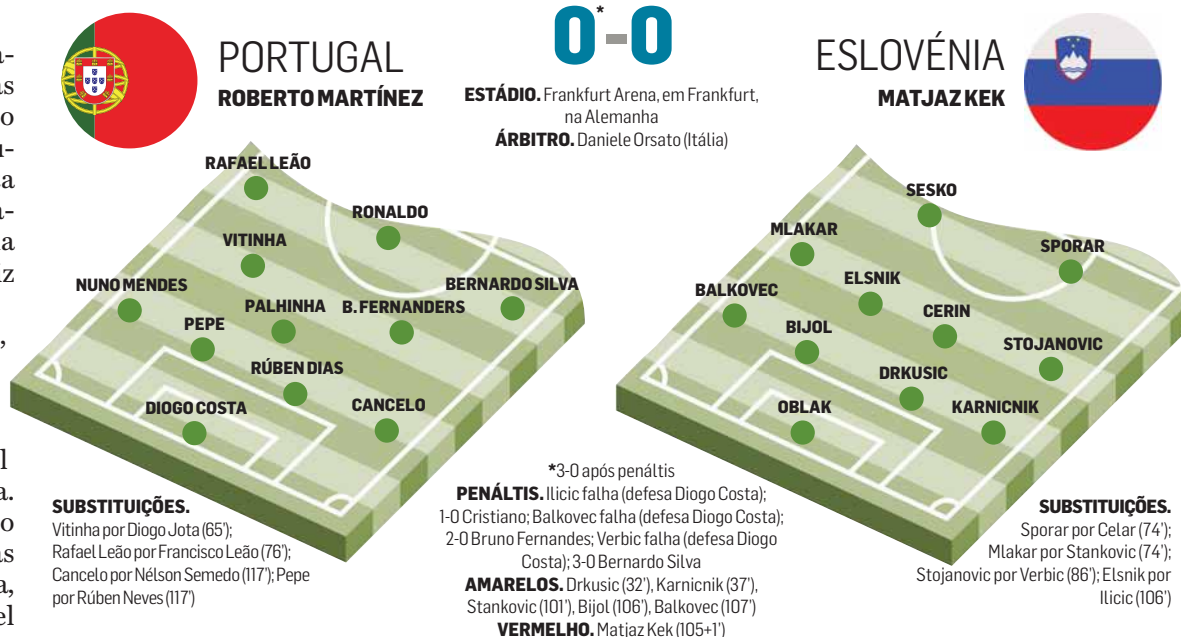 a-
as
o
u-
ta
a-
a
iz
,
l
a.
o
as
a,
el
PORTUGAL
ROBERTO MARTÍNEZ
0*-0
ESTÁDIO. Frankfurt Arena, em Frankfurt,
na Alemanha
ÁRBITRO. Daniele Orsato (Itália)
ESLOVÉNIA
MATJAZ KEK
RAFAEL LEÃO
RONALDO
VITINHA
NUNO MENDES
BERNARDO SILVA
PALHINHA
B. FERNANDERS
PEPE
RÚBEN DIAS
DIOGO COSTA
CANCELO
SESKO
MLAKAR
SPORAR
ELSNIK
BALKOVEC
CERIN
BIJOL
STOJANOVIC
DRKUSIC
OBLAK
KARNICNIK
SUBSTITUIÇÕES.
Vitinha por Diogo Jota (65’);
Rafael Leão por Francisco Leão (76’);
Cancelo por Nélson Semedo (117’); Pepe
por Rúben Neves (117’)
*3-0 após penáltis
PENÁLTIS. Ilicic falha (defesa Diogo Costa);
1-0 Cristiano; Balkovec falha (defesa Diogo Costa);
2-0 Bruno Fernandes; Verbic falha (defesa Diogo
Costa); 3-0 Bernardo Silva
AMARELOS. Drkusic (32’), Karnicnik (37’),
Stankovic (101’), Bijol (106’), Balkovec (107’)
VERMELHO. Matjaz Kek (105+1’)
SUBSTITUIÇÕES.
Sporar por Celar (74’);
Mlakar por Stankovic (74’);
Stojanovic por Verbic (86’); Elsnik por
Ilicic (106’)